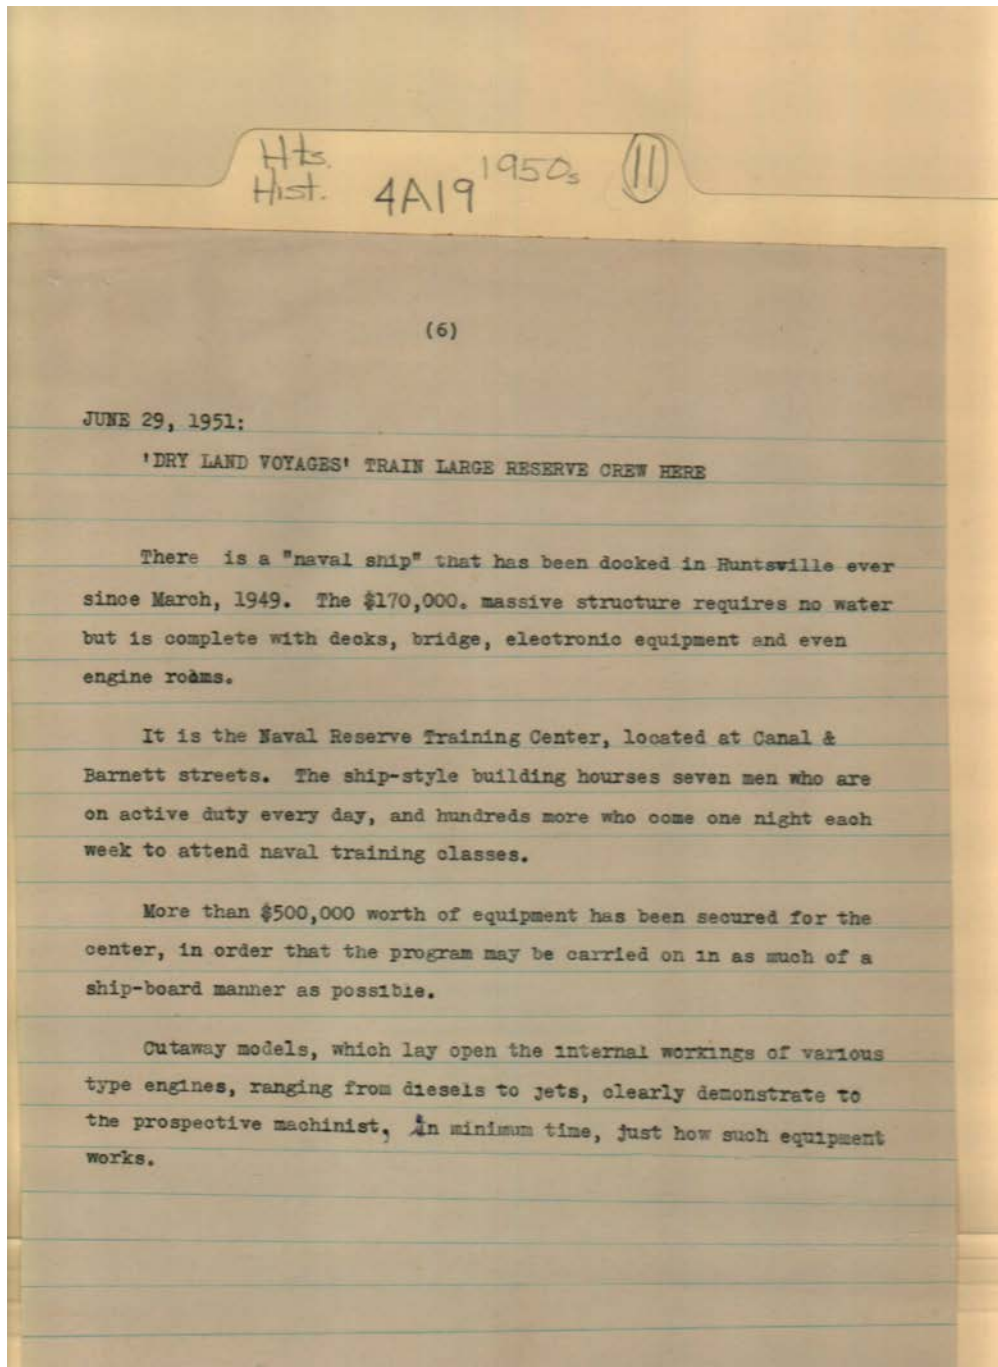 Hts. 1950s 11
Hist. 4A19
(6)
JUNE 29, 1951:
'DRY LAND VOYAGES' TRAIN LARGE RESERVE CREW HERE
There is a "naval ship" that has been docked in Huntsville ever
since March, 1949. The $170,000. massive structure requires no water
but is complete with decks, bridge, electronic equipment and even
engine rooms.
It is the Naval Reserve Training Center, located at Canal &
Barnett streets. The ship-style building hourses seven men who are
on active duty every day, and hundreds more who come one night each
week to attend naval training classes.
More than $500,000 worth of equipment has been secured for the
center, in order that the program may be carried on in as much of a
ship-board manner as possible.
Cutaway models, which lay open the internal workings of various
type engines, ranging from diesels to jets, clearly demonstrate to
the prospective machinist, in minimum time, just how such equipment
works.